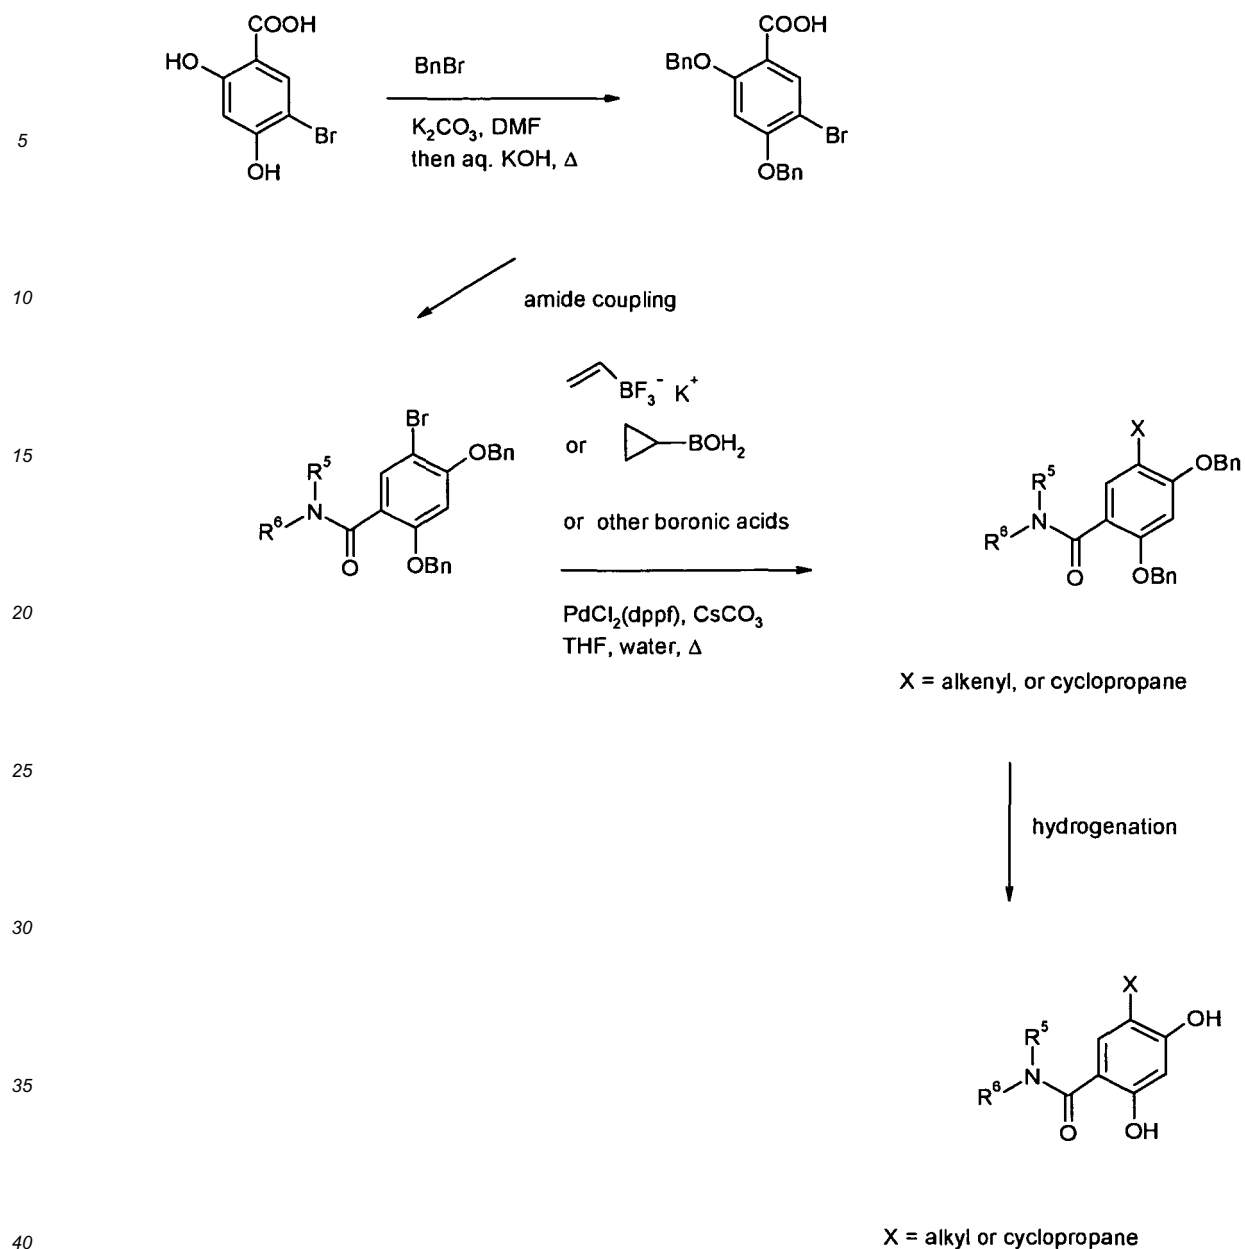 COOH
HO
Br
OH
BnBr
K₂CO₃, DMF
then aq. KOH, Δ
COOH
BnO
Br
OBn
5
10
amide coupling
BF₃⁻ K⁺
or BOH₂
or other boronic acids
PdCl₂(dppf), CsCO₃
THF, water, Δ
15
Br
OBn
R⁵
R⁶ N
O OBn
X
OBn
R⁵
R⁶ N
O OBn
20
X = alkenyl, or cyclopropane
25
hydrogenation
30
X
OH
R⁵
R⁶ N
O OH
35
X = alkyl or cyclopropane
40